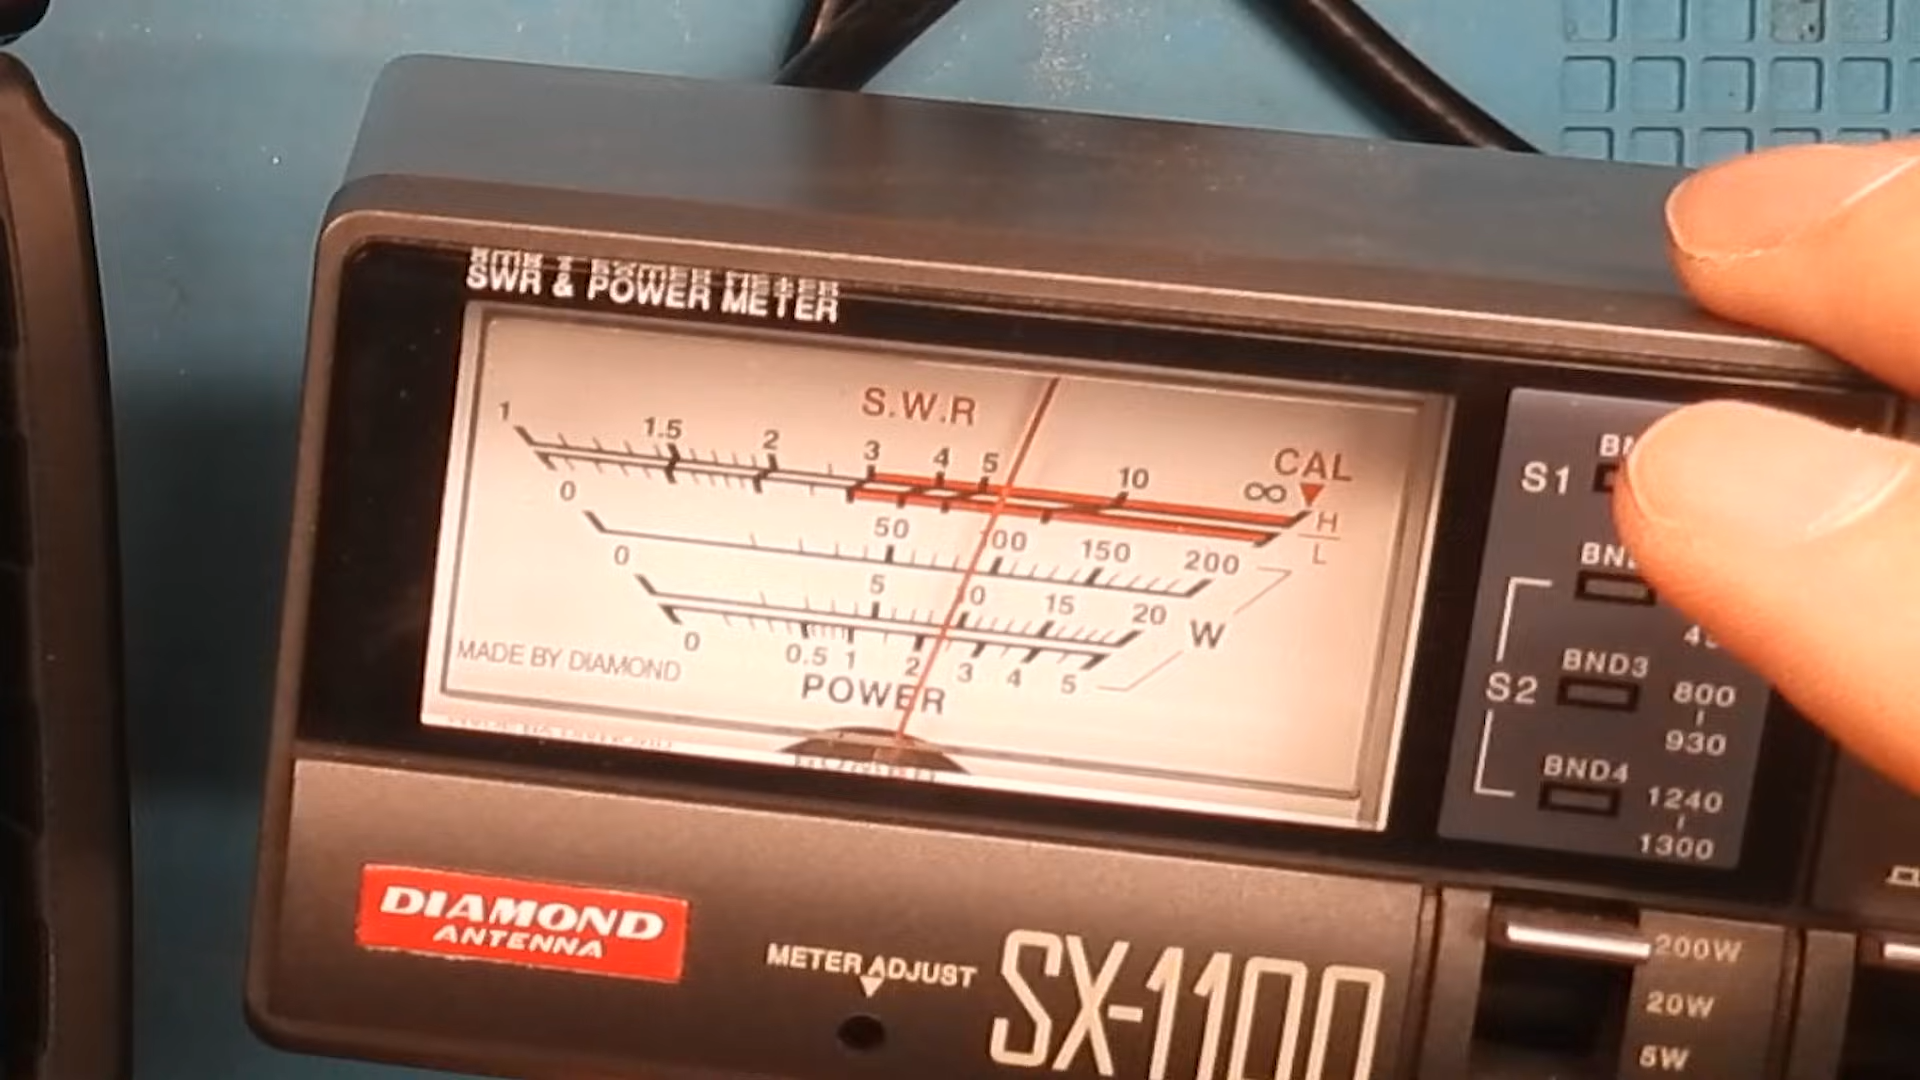 SWR & POWER METER
S.W.R
1 1.5 2 3 4 5 10 ∞ CAL
H
L
0 50 100 150 200
0 5 10 15 20 W
0 0.5 1 2 3 4 5
MADE BY DIAMOND
POWER
S1
BND3
S2 800
930
BND4
1240
1300
DIAMOND
ANTENNA
METER ADJUST
SX-1100
200W
20W
5W